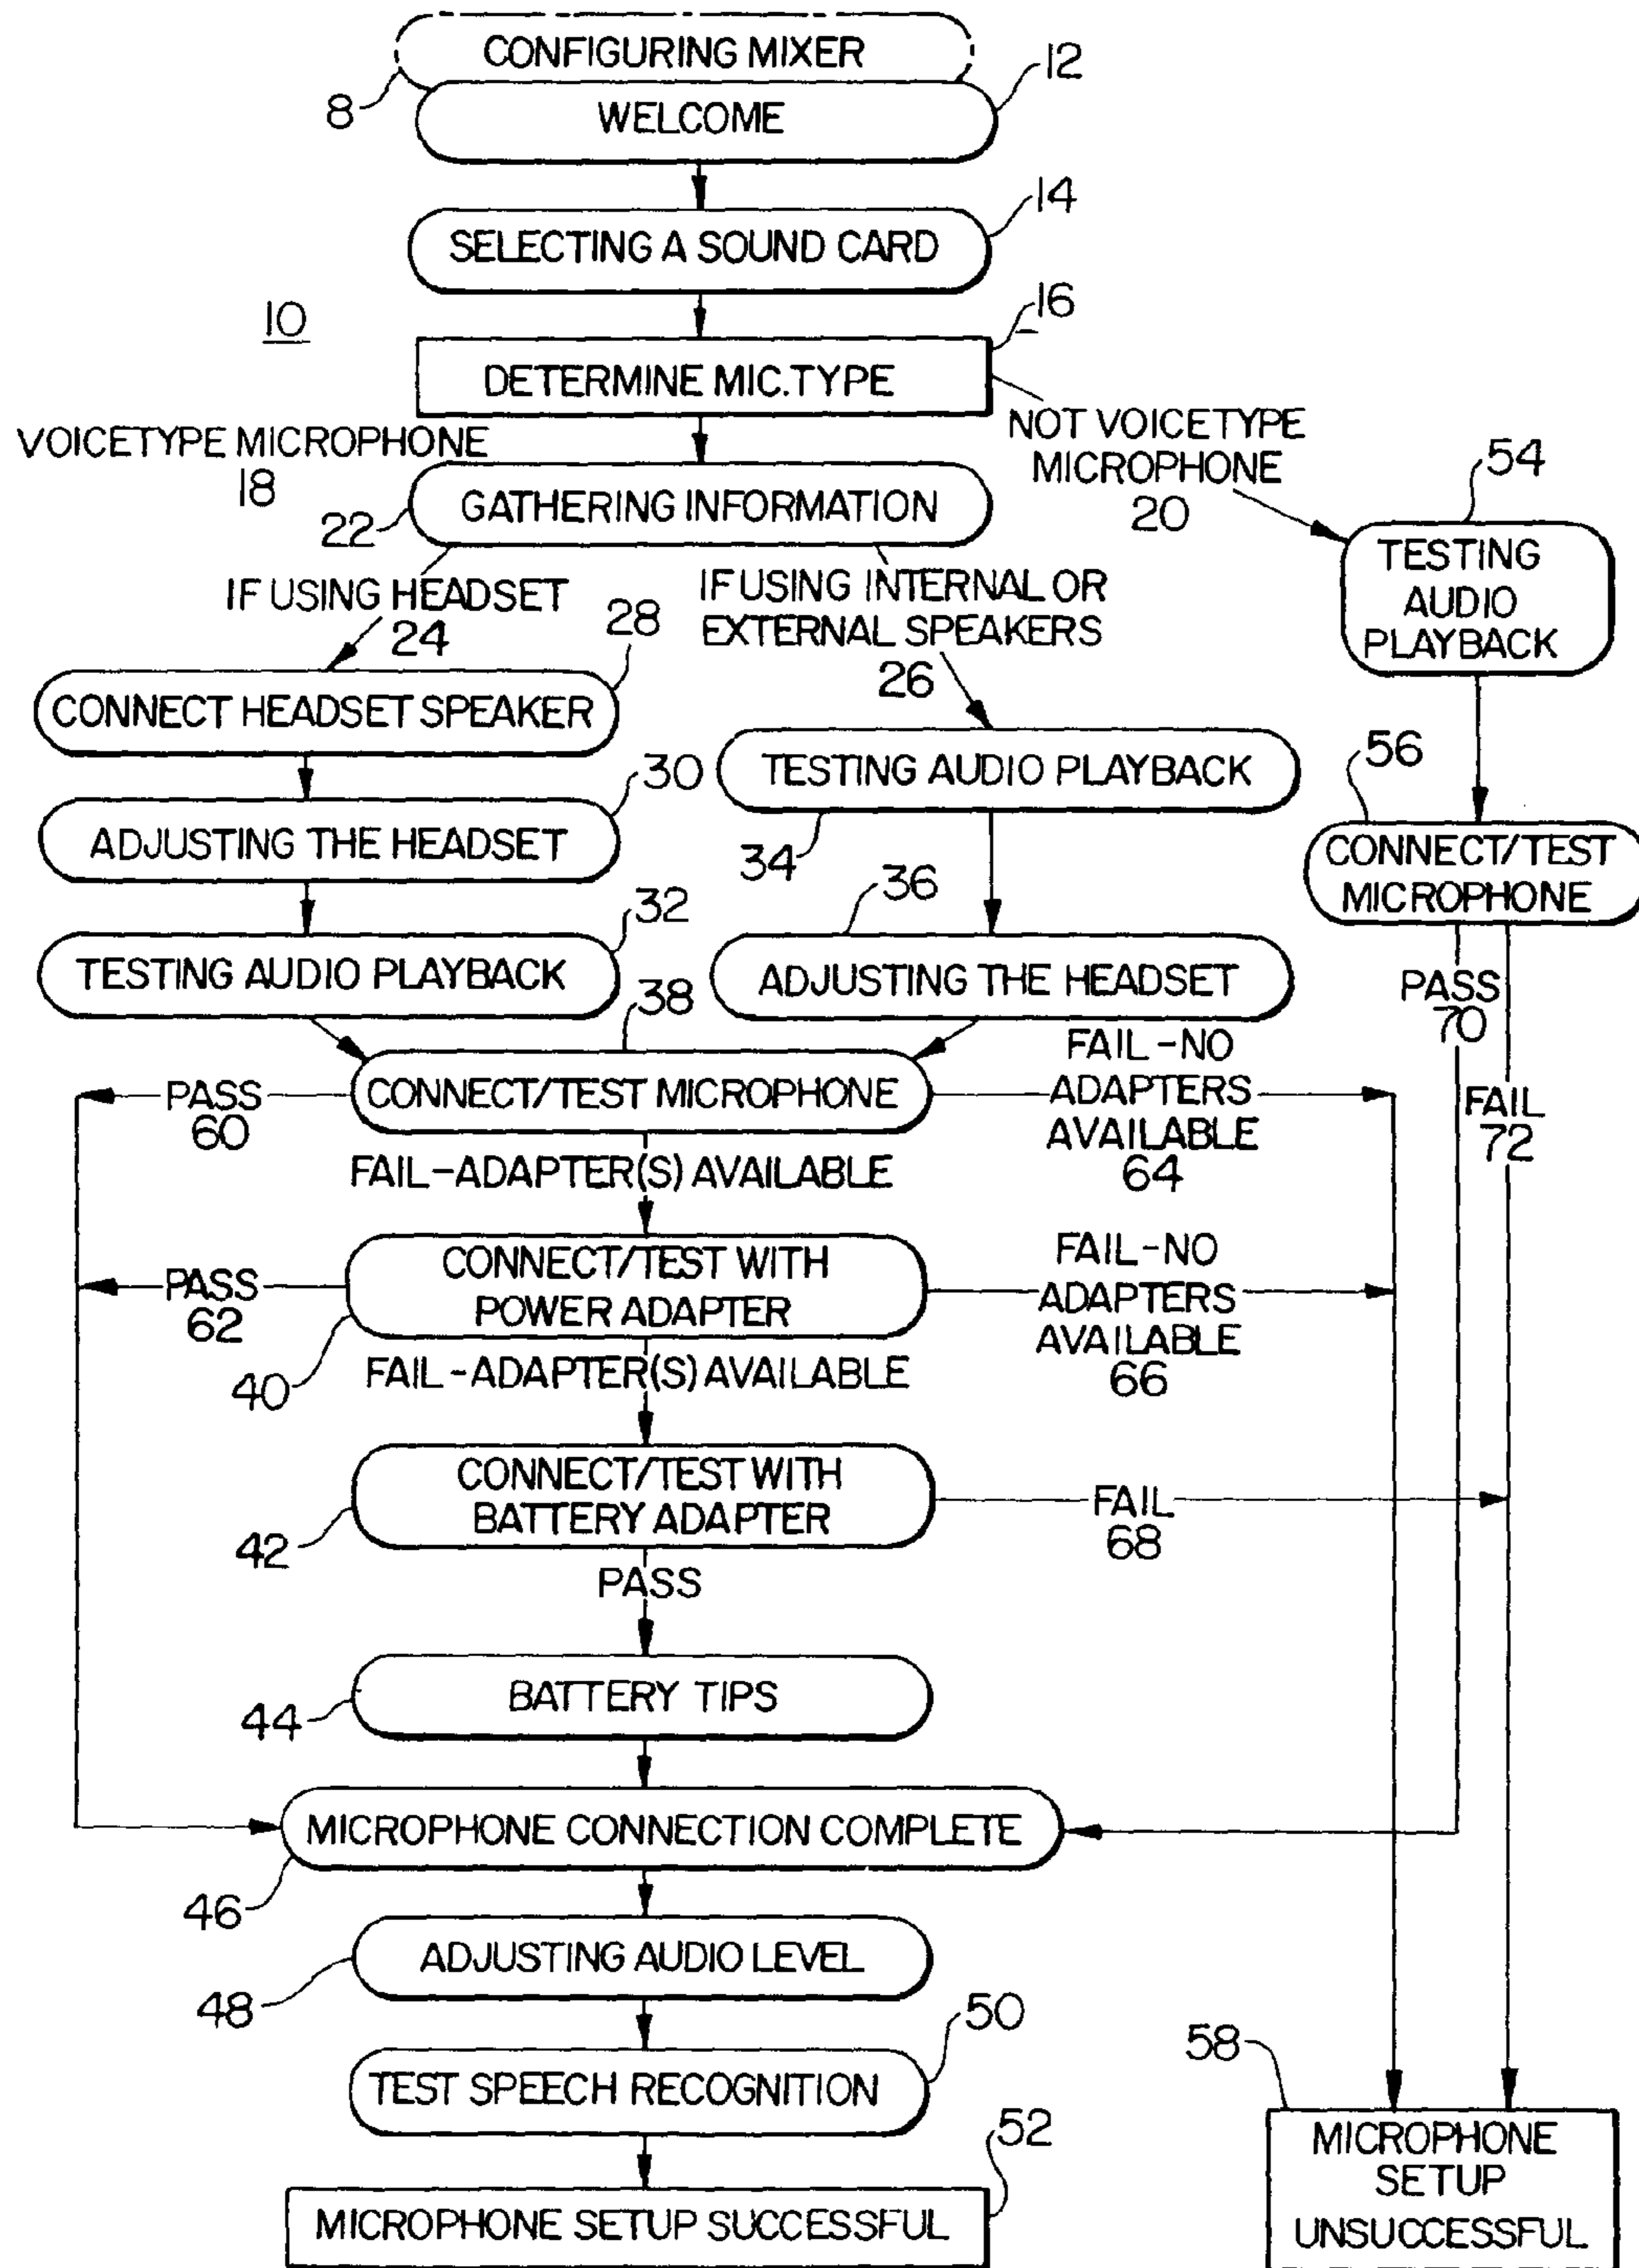 CONFIGURING MIXER
8
12
WELCOME
14
SELECTING A SOUND CARD
10
16
DETERMINE MIC.TYPE
VOICETYPE MICROPHONE
18
NOT VOICETYPE
MICROPHONE
20
22
GATHERING INFORMATION
54
TESTING
AUDIO
PLAYBACK
IF USING HEADSET
24
IF USING INTERNAL OR
EXTERNAL SPEAKERS
26
28
CONNECT HEADSET SPEAKER
30
TESTING AUDIO PLAYBACK
34
56
CONNECT/TEST
MICROPHONE
ADJUSTING THE HEADSET
32
36
TESTING AUDIO PLAYBACK
ADJUSTING THE HEADSET
38
PASS
70
FAIL
72
PASS
60
CONNECT/TEST MICROPHONE
FAIL-NO
ADAPTERS
AVAILABLE
64
FAIL-ADAPTER(S) AVAILABLE
PASS
62
CONNECT/TEST WITH
POWER ADAPTER
40
FAIL-NO
ADAPTERS
AVAILABLE
66
FAIL-ADAPTER(S) AVAILABLE
CONNECT/TEST WITH
BATTERY ADAPTER
42
FAIL
68
PASS
BATTERY TIPS
44
MICROPHONE CONNECTION COMPLETE
46
ADJUSTING AUDIO LEVEL
48
50
TEST SPEECH RECOGNITION
52
MICROPHONE SETUP SUCCESSFUL
58
MICROPHONE
SETUP
UNSUCCESSFUL